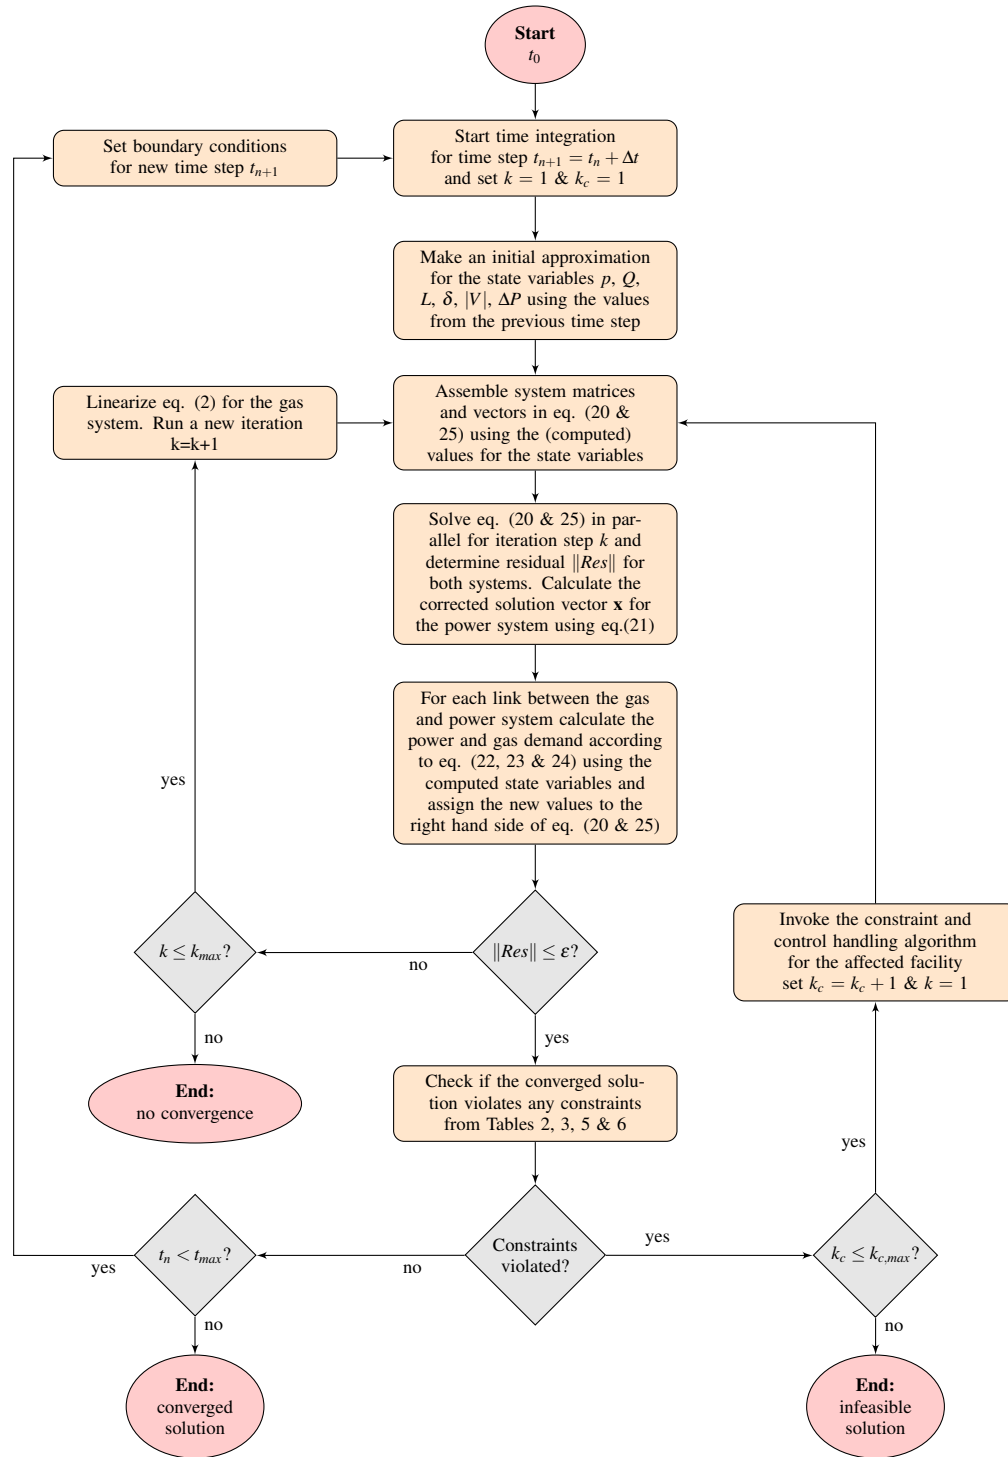 Start
t₀
Set boundary conditions
for new time step tₙ₊₁
Start time integration
for time step tₙ₊₁ = tₙ + Δt
and set k = 1 & k_c = 1
Make an initial approximation
for the state variables p, Q,
L, δ, |V|, ΔP using the values
from the previous time step
Linearize eq. (2) for the gas
system. Run a new iteration
k=k+1
Assemble system matrices
and vectors in eq. (20 &
25) using the (computed)
values for the state variables
Solve eq. (20 & 25) in par-
allel for iteration step k and
determine residual ‖Res‖ for
both systems. Calculate the
corrected solution vector x for
the power system using eq.(21)
For each link between the gas
and power system calculate the
power and gas demand according
to eq. (22, 23 & 24) using the
computed state variables and
assign the new values to the
right hand side of eq. (20 & 25)
yes
k ≤ k_max?
no
‖Res‖ ≤ ε?
Invoke the constraint and
control handling algorithm
for the affected facility
set k_c = k_c + 1 & k = 1
no
yes
End:
no convergence
Check if the converged solu-
tion violates any constraints
from Tables 2, 3, 5 & 6
yes
tₙ < t_max?
yes
no
Constraints
violated?
yes
k_c ≤ k_c,max?
no
no
End:
converged
solution
End:
infeasible
solution